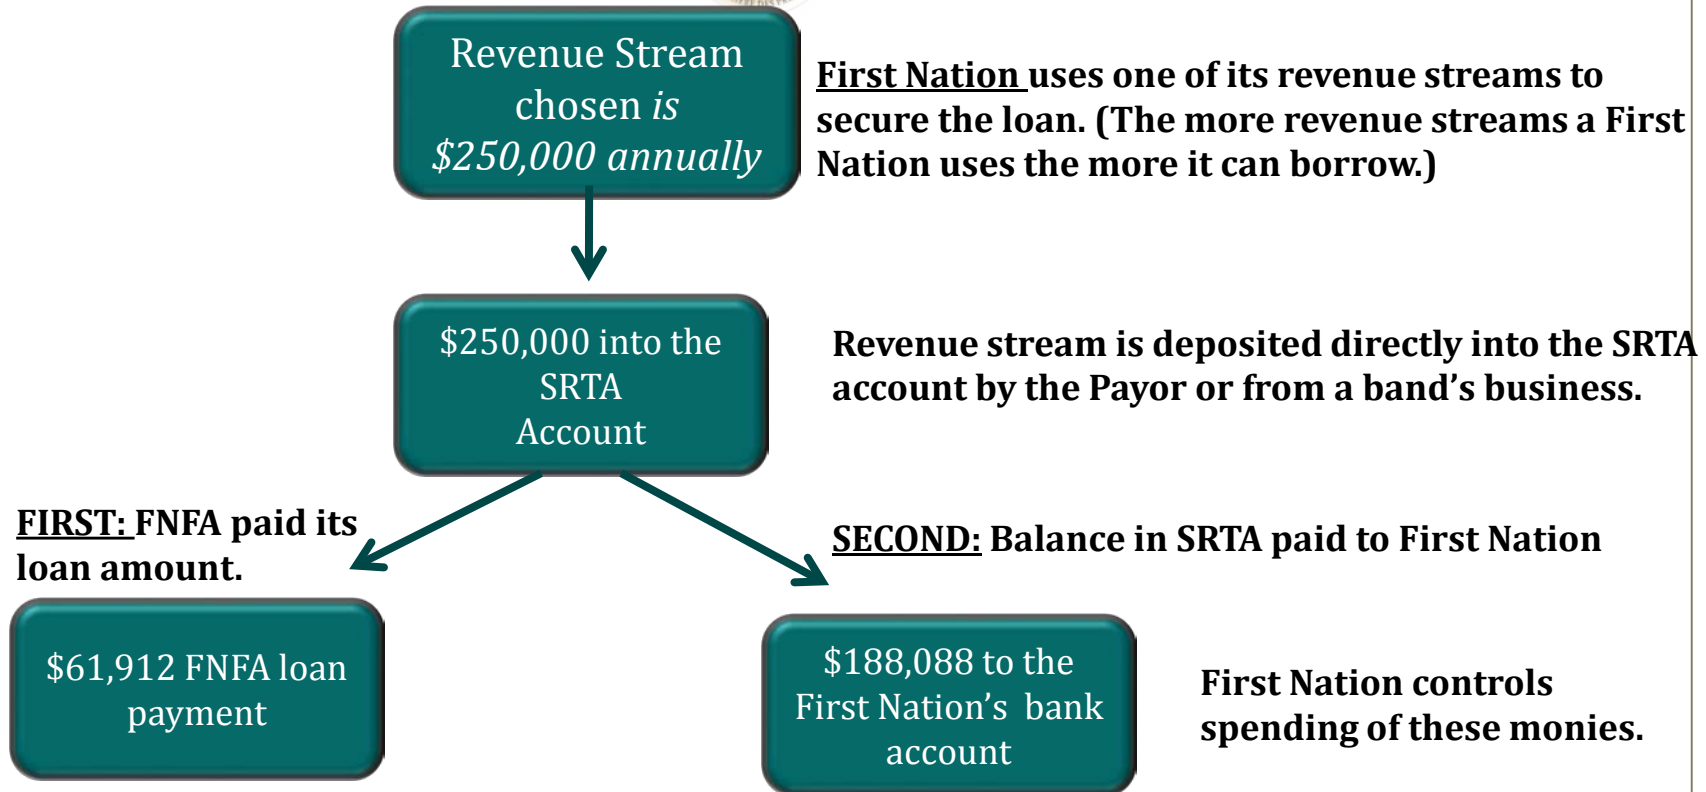 Revenue Stream
chosen is
$250,000 annually
First Nation uses one of its revenue streams to
secure the loan. (The more revenue streams a First
Nation uses the more it can borrow.)
$250,000 into the
SRTA
Account
Revenue stream is deposited directly into the SRTA
account by the Payor or from a band’s business.
FIRST: FNFA paid its
loan amount.
SECOND: Balance in SRTA paid to First Nation
$61,912 FNFA loan
payment
$188,088 to the
First Nation’s bank
account
First Nation controls
spending of these monies.